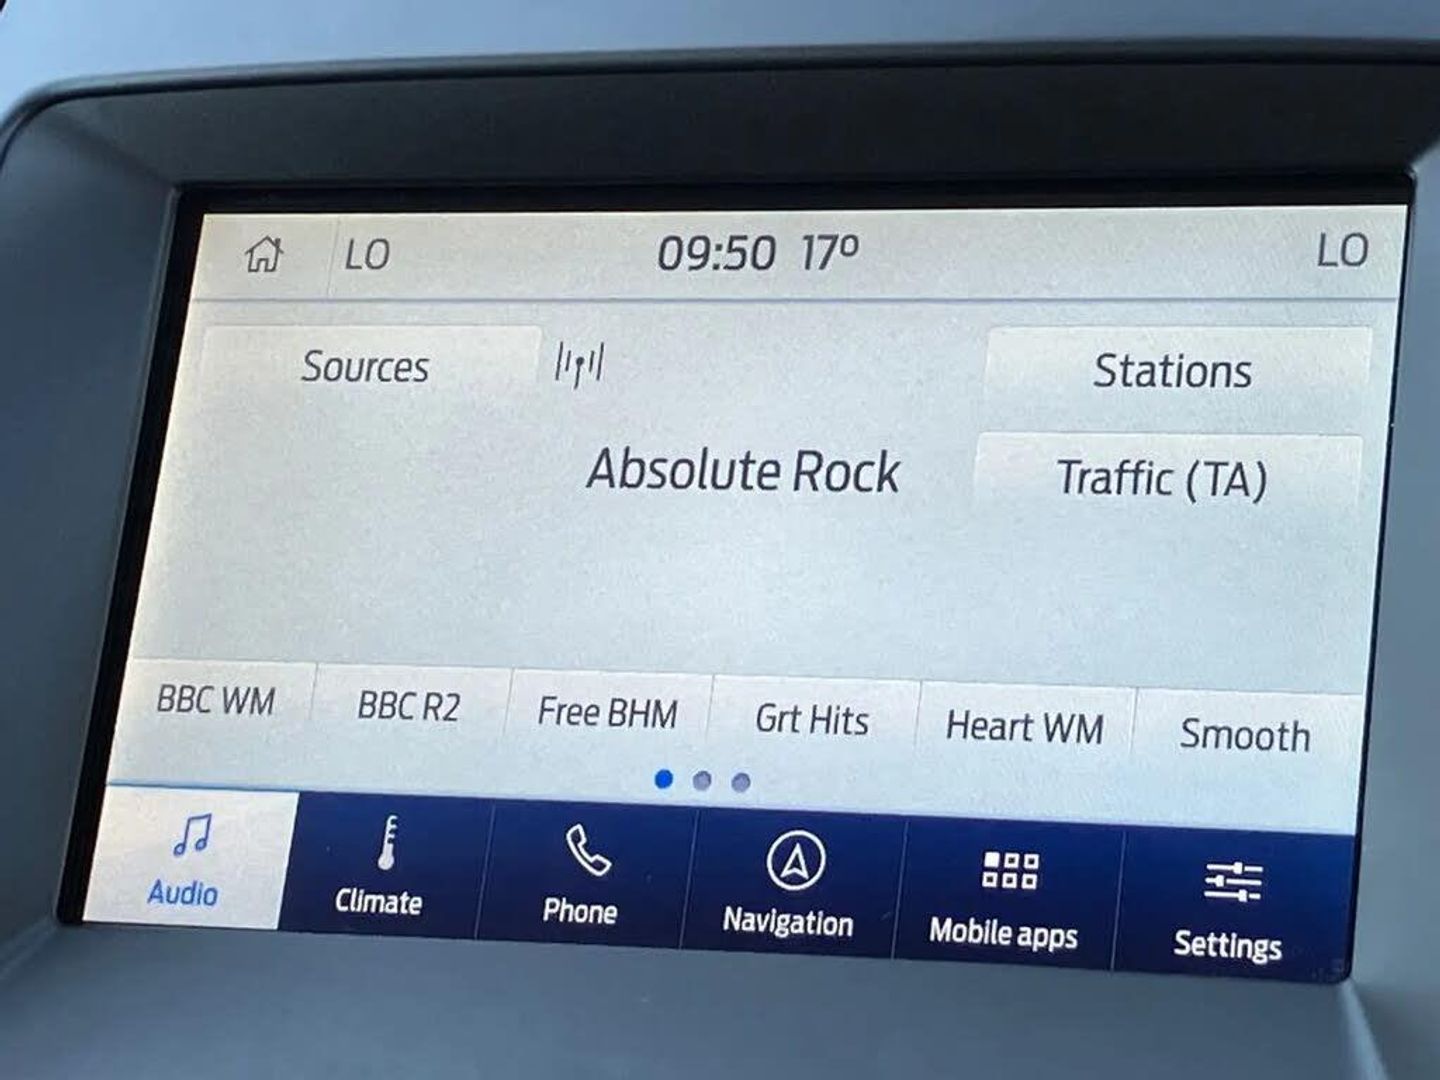 LO 09:50 17º LO
Sources Stations
Absolute Rock Traffic (TA)
BBC WM BBC R2 Free BHM Grt Hits Heart WM Smooth
Audio Climate Phone Navigation Mobile apps Settings